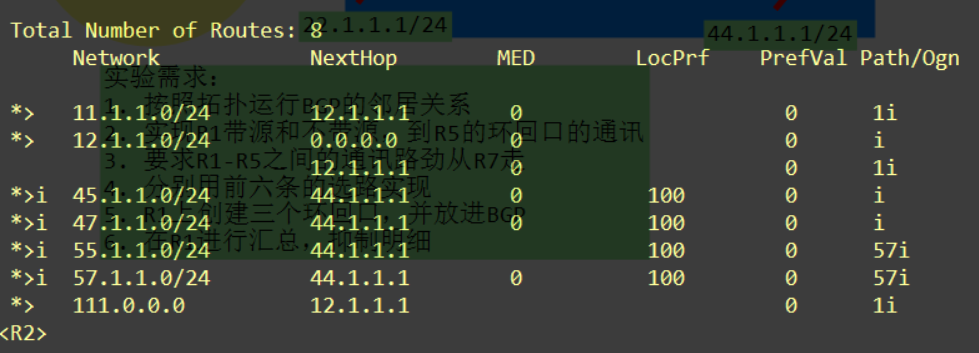 22.1.1.1/24
44.1.1.1/24
Total Number of Routes: 8
Network NextHop MED LocPrf PrefVal Path/Ogn
实验需求：
*> 11.1.1.0/24 12.1.1.1 0 0 1i
1. 按照拓扑运行BGP的邻居关系
*> 12.1.1.0/24 0.0.0.0 0 0 i
2. 实现R1带源和不带源，到R5的环回口的通讯
12.1.1.1 0 0 1i
3. 要求R1-R5之间的通讯路劲从R7走
*>i 45.1.1.0/24 44.1.1.1 0 100 0 i
4. 分别用前六条的选路实现
*>i 47.1.1.0/24 44.1.1.1 0 100 0 i
5. R1上创建三个环回口，并放进BGP
*>i 55.1.1.0/24 44.1.1.1 100 0 57i
6. 在R1进行汇总，抑制明细
*>i 57.1.1.0/24 44.1.1.1 0 100 0 57i
*> 111.0.0.0 12.1.1.1 0 1i
<R2>